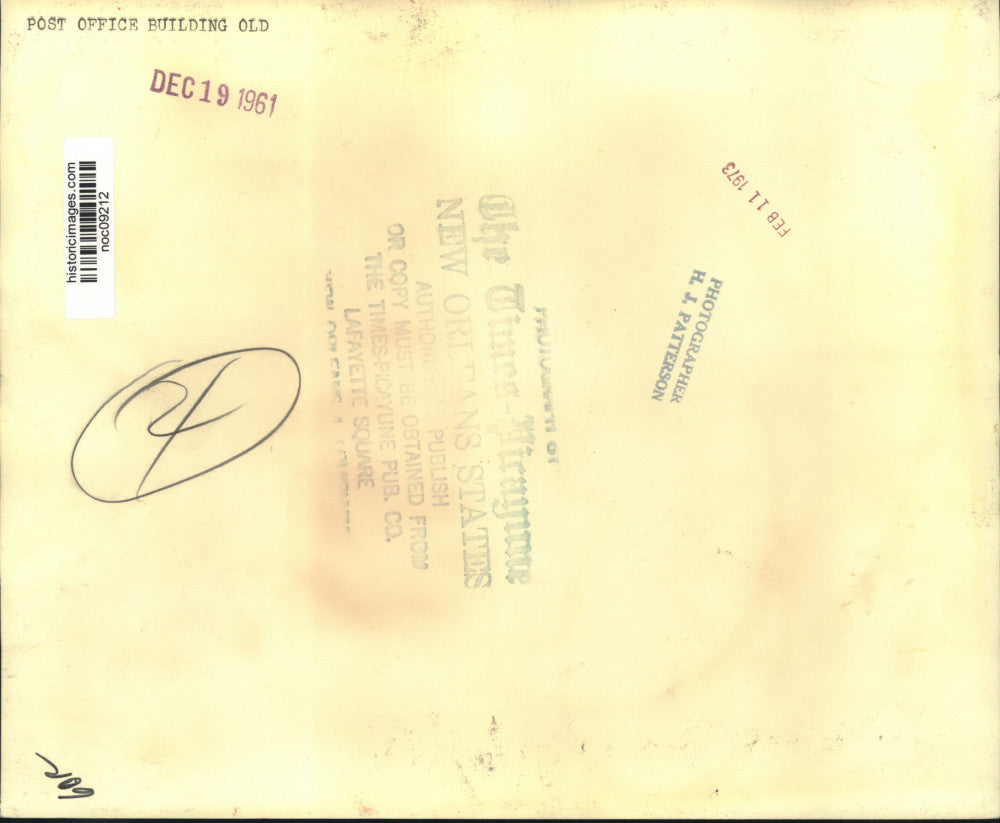 POST OFFICE BUILDING OLD
DEC 19 1961
historicimages.com
noc09212
FEB 11 1973
PHOTOGRAPHER
H. J. PATTERSON
The Times-Picayune
NEW ORLEANS STATES
PUBLISH
OR COPY MUST BE OBTAINED FROM
THE TIMES-PICAYUNE PUB. CO.
LAFAYETTE SQUARE